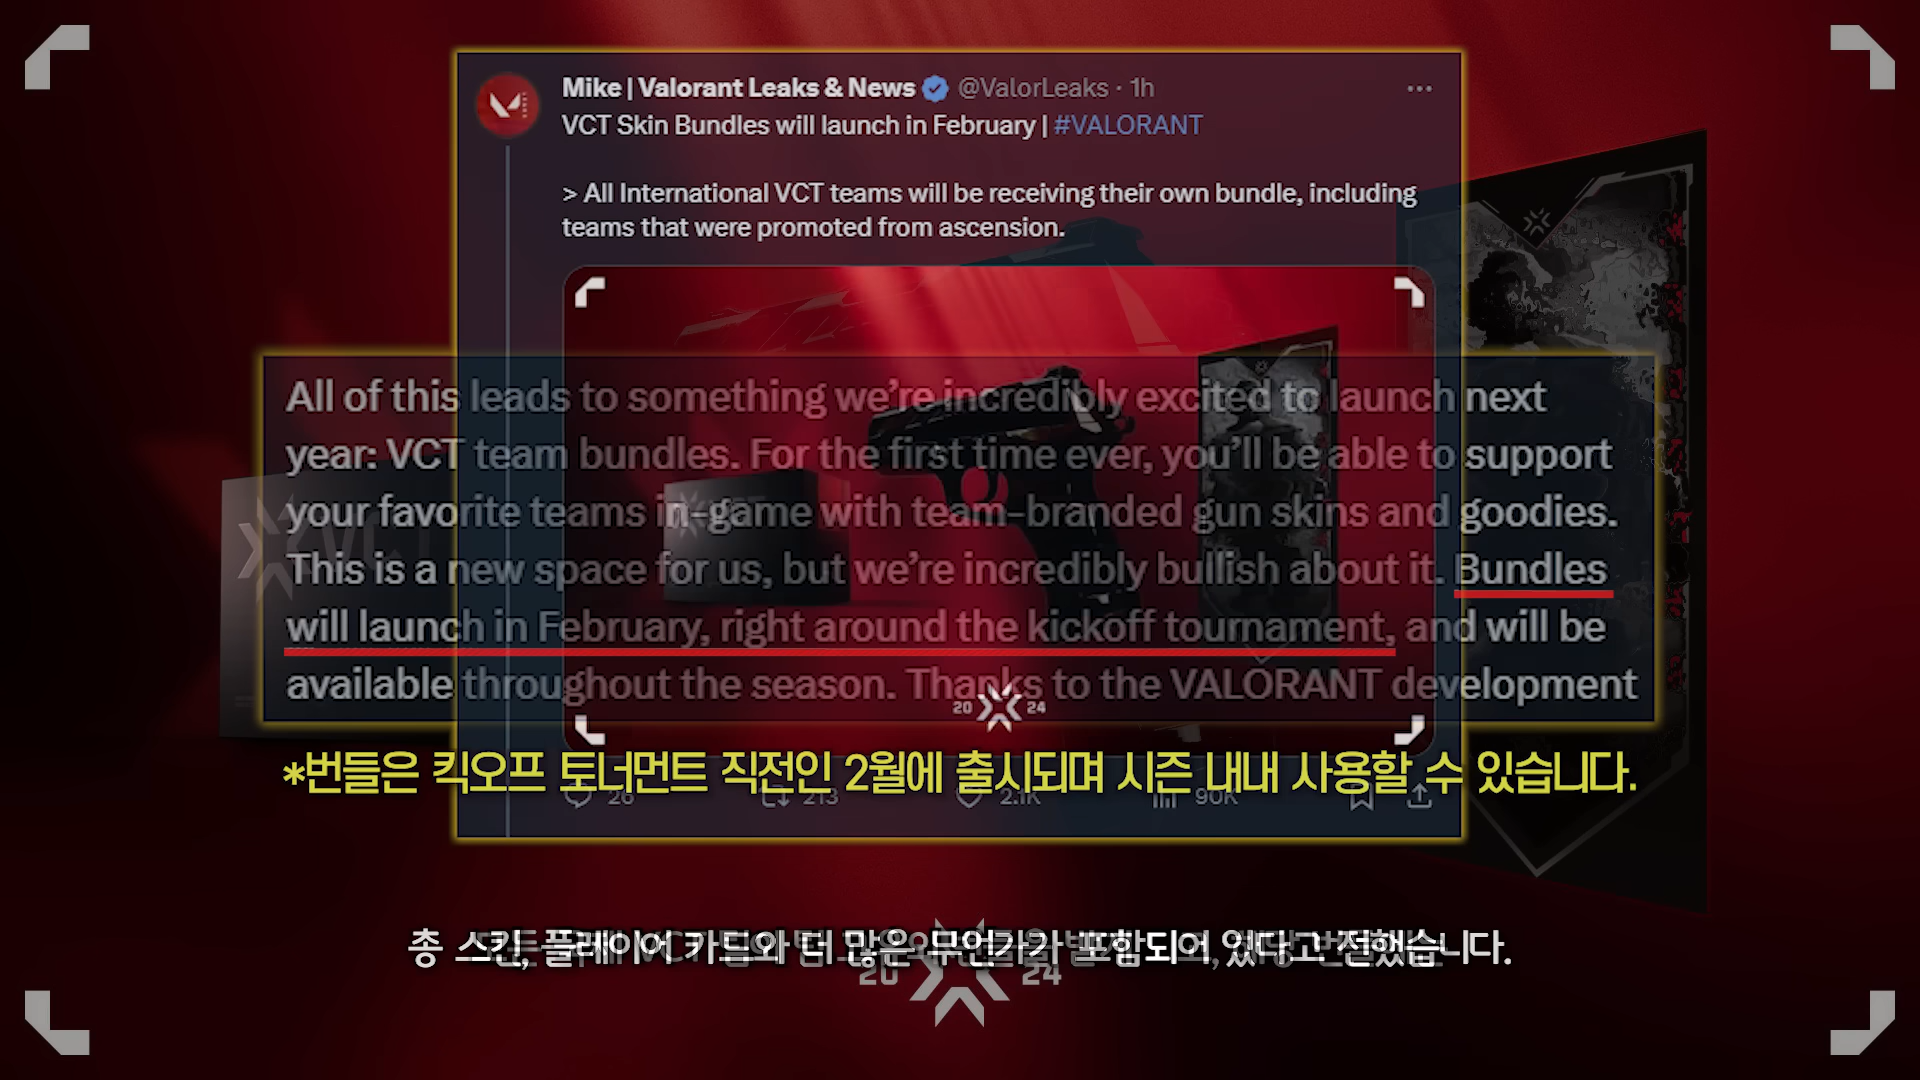 Mike | Valorant Leaks & News @ValorLeaks · 1h
VCT Skin Bundles will launch in February | #VALORANT
> All International VCT teams will be receiving their own bundle, including
teams that were promoted from ascension.
All of this leads to something we're incredibly excited to launch next
year: VCT team bundles. For the first time ever, you'll be able to support
your favorite teams in-game with team-branded gun skins and goodies.
This is a new space for us, but we're incredibly bullish about it. Bundles
will launch in February, right around the kickoff tournament, and will be
available throughout the season. Thanks to the VALORANT development
20 24
*번들은 킥오프 토너먼트 직전인 2월에 출시되며 시즌 내내 사용할 수 있습니다.
26 213 2.1K 90K
총 스킨, 플레이어 카드와 더 많은 무언가가 포함되어 있다고 전했습니다.
20 24